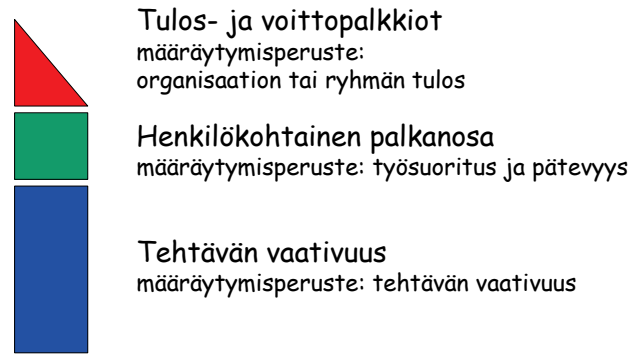 Tulos- ja voittopalkkiot
määräytymisperuste:
organisaation tai ryhmän tulos
Henkilökohtainen palkanosa
määräytymisperuste: työsuoritus ja pätevyys
Tehtävän vaativuus
määräytymisperuste: tehtävän vaativuus